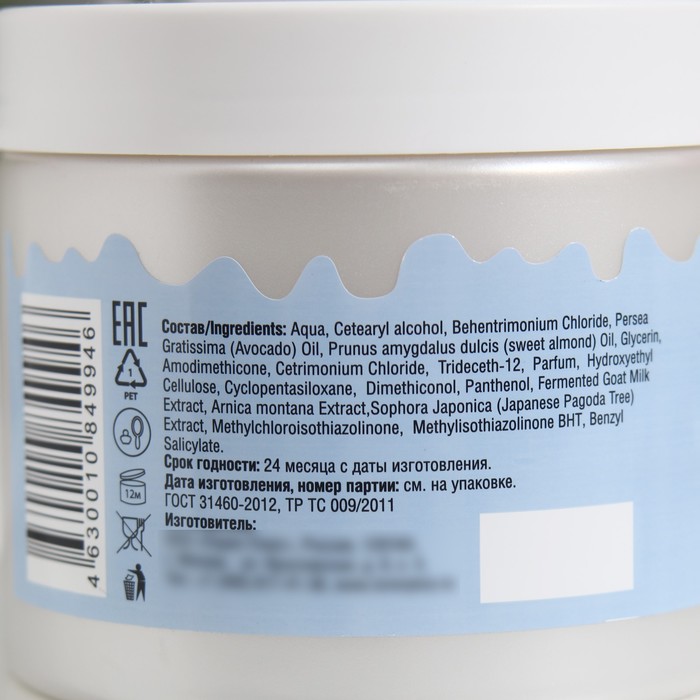 EAC
Состав/Ingredients: Aqua, Cetearyl alcohol, Behentrimonium Chloride, Persea
Gratissima (Avocado) Oil, Prunus amygdalus dulcis (sweet almond) Oil, Glycerin,
Amodimethicone, Cetrimonium Chloride, Trideceth-12, Parfum, Hydroxyethyl
Cellulose, Cyclopentasiloxane, Dimethiconol, Panthenol, Fermented Goat Milk
Extract, Arnica montana Extract,Sophora Japonica (Japanese Pagoda Tree)
Extract, Methylchloroisothiazolinone, Methylisothiazolinone BHT, Benzyl
Salicylate.
Срок годности: 24 месяца с даты изготовления.
Дата изготовления, номер партии: см. на упаковке.
ГОСТ 31460-2012, ТР ТС 009/2011
Изготовитель:
1
PET
12м
4 630010 849946